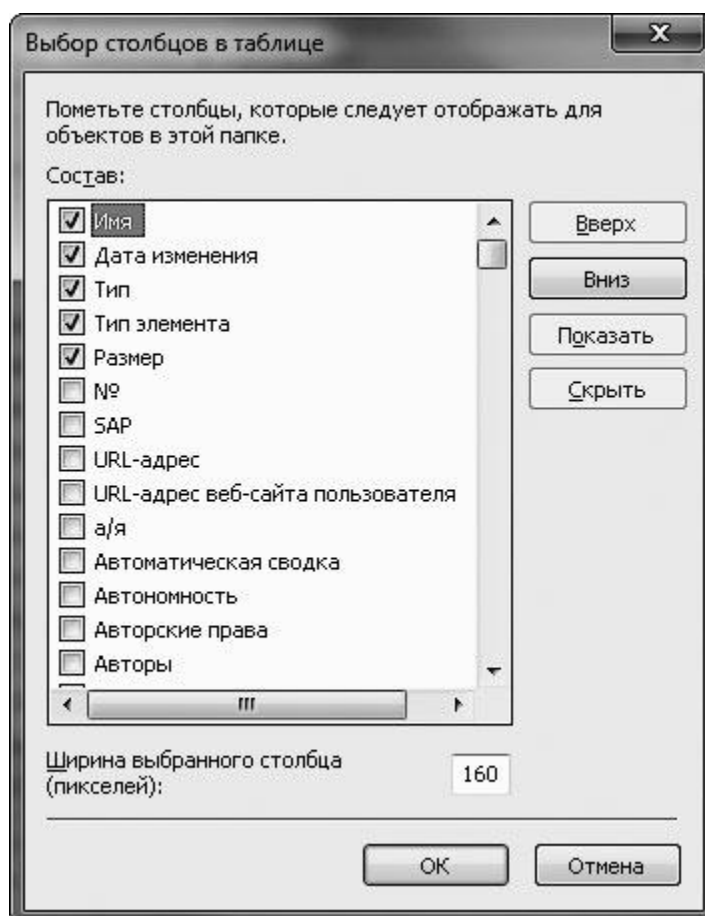 Выбор столбцов в таблице
x
Пометьте столбцы, которые следует отображать для
объектов в этой папке.
Состав:
Имя
Дата изменения
Тип
Тип элемента
Размер
№
SAP
URL-адрес
URL-адрес веб-сайта пользователя
а/я
Автоматическая сводка
Автономность
Авторские права
Авторы
Вверх
Вниз
Показать
Скрыть
Ширина выбранного столбца
(пикселей):
160
ОК
Отмена